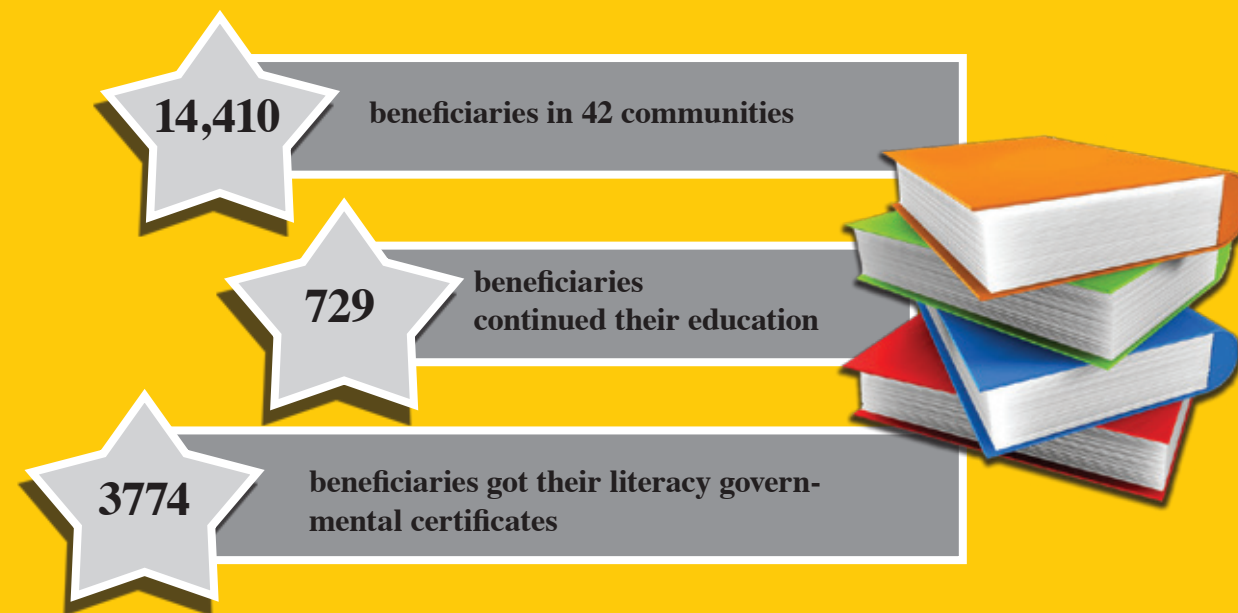 14,410
beneficiaries in 42 communities
729
beneficiaries
continued their education
3774
beneficiaries got their literacy govern-
mental certificates